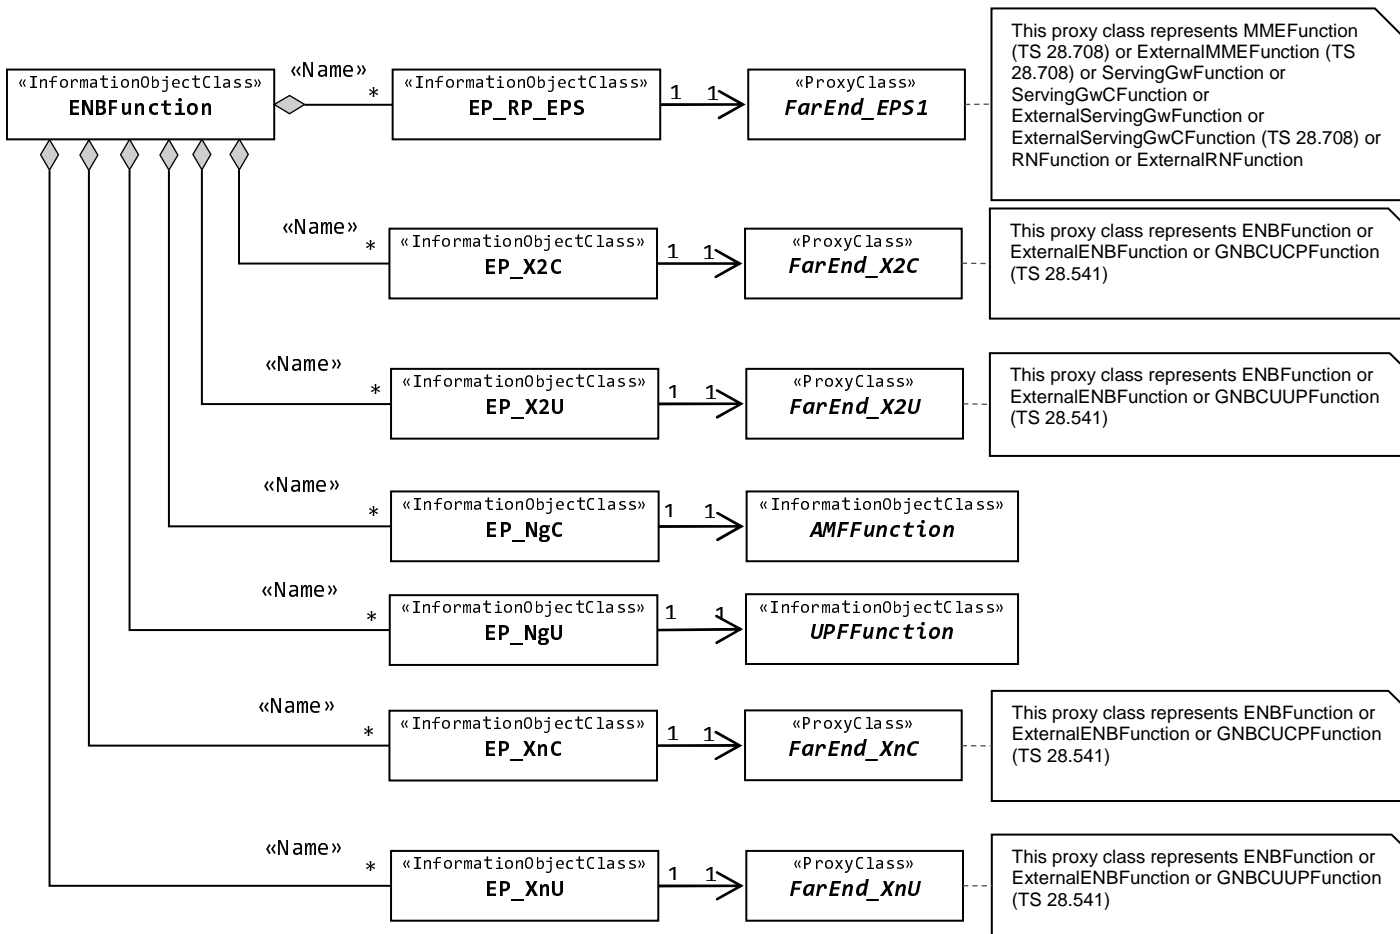 «InformationObjectClass»
ENBFunction
«Name»
*
«InformationObjectClass»
EP_RP_EPS
1
1
«ProxyClass»
FarEnd_EPS1
This proxy class represents MMEFunction
(TS 28.708) or ExternalMMEFunction (TS
28.708) or ServingGwFunction or
ServingGwCFunction or
ExternalServingGwFunction or
ExternalServingGwCFunction (TS 28.708) or
RNFunction or ExternalRNFunction
«Name»
*
«InformationObjectClass»
EP_X2C
1
1
«ProxyClass»
FarEnd_X2C
This proxy class represents ENBFunction or
ExternalENBFunction or GNBCUCPFunction
(TS 28.541)
«Name»
*
«InformationObjectClass»
EP_X2U
1
1
«ProxyClass»
FarEnd_X2U
This proxy class represents ENBFunction or
ExternalENBFunction or GNBCUUPFunction
(TS 28.541)
«Name»
*
«InformationObjectClass»
EP_NgC
1
1
«InformationObjectClass»
AMFFunction
«Name»
*
«InformationObjectClass»
EP_NgU
1
1
«InformationObjectClass»
UPFFunction
«Name»
*
«InformationObjectClass»
EP_XnC
1
1
«ProxyClass»
FarEnd_XnC
This proxy class represents ENBFunction or
ExternalENBFunction or GNBCUCPFunction
(TS 28.541)
«Name»
*
«InformationObjectClass»
EP_XnU
1
1
«ProxyClass»
FarEnd_XnU
This proxy class represents ENBFunction or
ExternalENBFunction or GNBCUUPFunction
(TS 28.541)